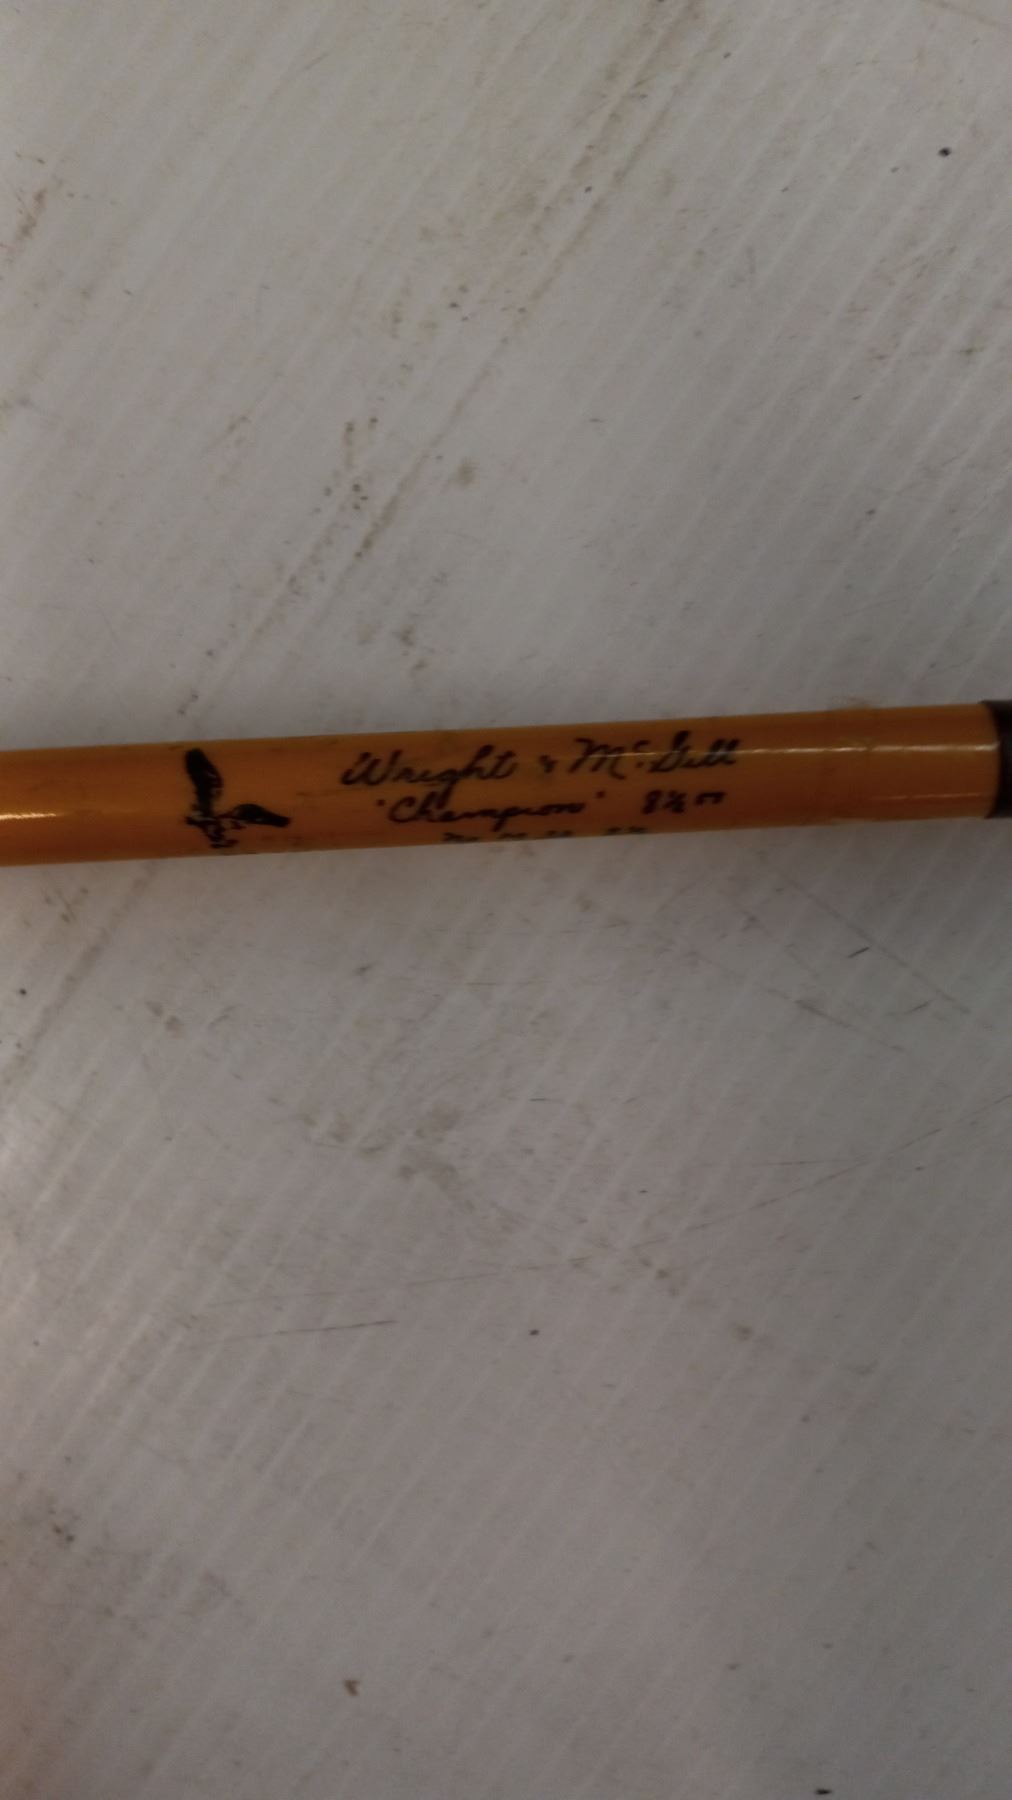 Wright & McGill
"Champion" 8½ FT